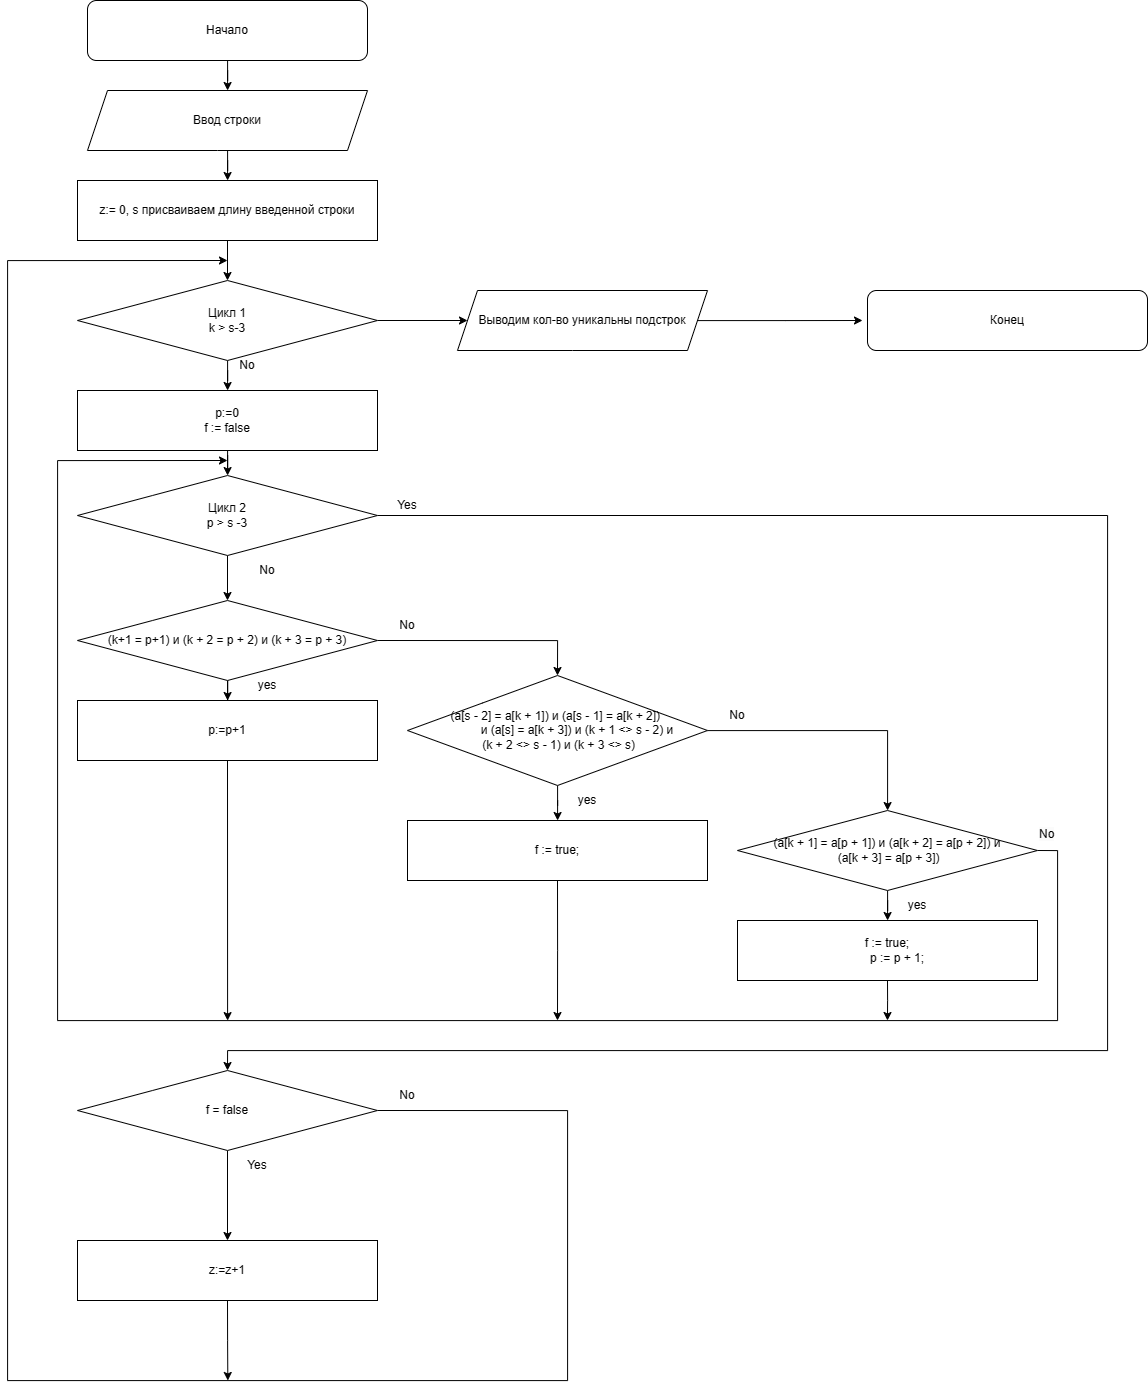 Начало
Ввод строки
z:= 0, s присваиваем длину введенной строки
Цикл 1
k > s-3
Выводим кол-во уникальны подстрок
Конец
No
p:=0
f := false
Цикл 2
p > s -3
Yes
No
(k+1 = p+1) и (k + 2 = p + 2) и (k + 3 = p + 3)
No
yes
p:=p+1
(a[s - 2] = a[k + 1]) и (a[s - 1] = a[k + 2])
и (a[s] = a[k + 3]) и (k + 1 <> s - 2) и
(k + 2 <> s - 1) и (k + 3 <> s)
No
yes
f := true;
(a[k + 1] = a[p + 1]) и (a[k + 2] = a[p + 2]) и
(a[k + 3] = a[p + 3])
No
yes
f := true;
p := p + 1;
f = false
No
Yes
z:=z+1